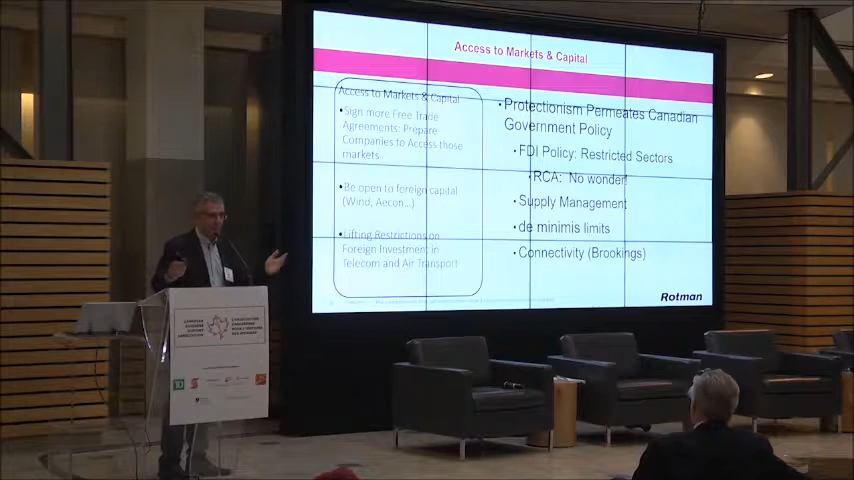 Access to Markets & Capital
Access to Markets & Capital
•Sign more Free Trade
Agreements: Prepare
Companies to Access those
markets
•Be open to foreign capital
(Wind, Aecon...)
•Lifting Restrictions on
Foreign Investment in
Telecom and Air Transport
•Protectionism Permeates Canadian
Government Policy
•FDI Policy: Restricted Sectors
•RCA: No wonder!
•Supply Management
•de minimis limits
•Connectivity (Brookings)
Rotman